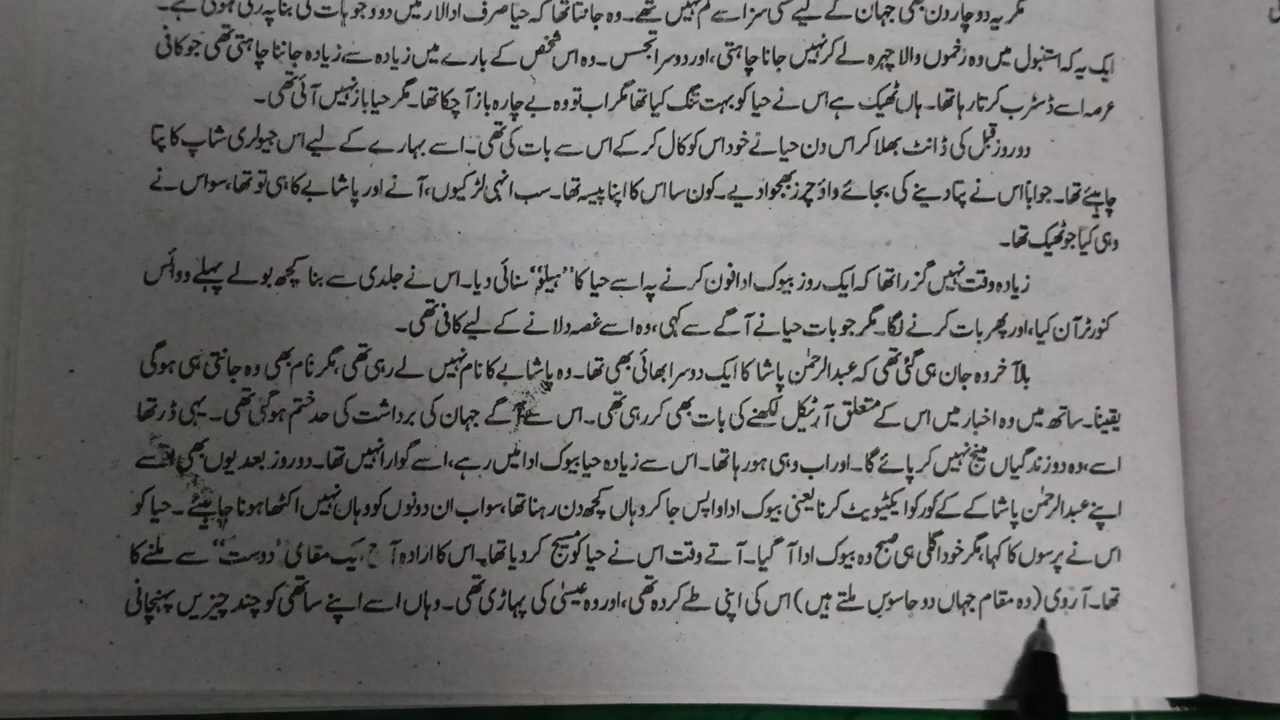 مگر یہ دو چار دن بھی جہان کے لیے کسی سزا سے کم نہیں تھے۔ وہ جانتا تھا کہ حیا صرف ادالار میں دو وجوہات کی بنا پہ رکی ہوئی ہے۔
ایک یہ کہ استنبول میں وہ زخموں والا چہرہ لے کر نہیں جانا چاہتی، اور دوسرا تجسس۔ وہ اس شخص کے بارے میں زیادہ سے زیادہ جاننا چاہتی تھی جو کافی
عرصہ اسے ڈسٹرب کرتا رہا تھا۔ ہاں ٹھیک ہے اس نے حیا کو بہت تنگ کیا تھا مگر اب تو وہ بے چارہ باز آ چکا تھا۔ مگر حیا باز نہیں آئی تھی۔
دو روز قبل کی ڈانٹ بھلا کر اس دن حیا نے خود اس کو کال کر کے اس سے بات کی تھی۔ اسے بہارے کے لیے اس جیولری شاپ کا پتا
چاہیئے تھا۔ جواباً اس نے پتا دینے کی بجائے واؤچرز بھجوا دیے۔ کون سا اس کا اپنا پیسہ تھا۔ سب انہی لڑکیوں، آنے اور پاشا بے کا ہی تو تھا، سو اس نے
وہی کیا جو ٹھیک تھا۔
زیادہ وقت نہیں گزرا تھا کہ ایک روز بیوک ادا فون کرنے پہ اسے حیا کا ’’ہیلو‘‘ سنائی دیا۔ اس نے جلدی سے بنا کچھ بولے پہلے ووائس
کنورٹر آن کیا، اور پھر بات کرنے لگا۔ مگر جو بات حیا نے آگے سے کہی، وہ اسے غصہ دلانے کے لیے کافی تھی۔
بالآخر وہ جان ہی گئی تھی کہ عبدالرحمٰن پاشا کا ایک دوسرا بھائی بھی تھا۔ وہ پاشا بے کا نام نہیں لے رہی تھی، مگر نام بھی وہ جانتی ہی ہوگی
یقیناً۔ ساتھ میں وہ اخبار میں اس کے متعلق آرٹیکل لکھنے کی بات بھی کر رہی تھی۔ اس سے آگے جہان کی برداشت کی حد ختم ہوگئی تھی۔ یہی ڈر تھا
اسے، وہ دو زندگیاں مینج نہیں کر پائے گا۔ اور اب وہی ہو رہا تھا۔ اس سے زیادہ حیا بیوک ادا میں رہے، اسے گوارا نہیں تھا۔ دو روز بعد یوں بھی اسے
اپنے عبدالرحمٰن پاشا کے کور کو ایکٹیویٹ کرنا یعنی بیوک ادا واپس جا کر وہاں کچھ دن رہنا تھا، سو اب ان دونوں کو وہاں نہیں اکٹھا ہونا چاہیئے۔ حیا کو
اس نے پرسوں کا کہا، مگر خود اگلی ہی صبح وہ بیوک ادا آ گیا۔ آتے وقت اس نے حیا کو میسج کر دیا تھا۔ اس کا ارادہ آج ایک مقامی ’’دوست‘‘ سے ملنے کا
تھا۔ آر وی (وہ مقام جہاں دو جاسوس ملتے ہیں) اس کی اپنی طے کردہ تھی، اور وہ عیسیٰ کی پہاڑی تھی۔ وہاں اسے اپنے ساتھی کو چند چیزیں پہنچانی